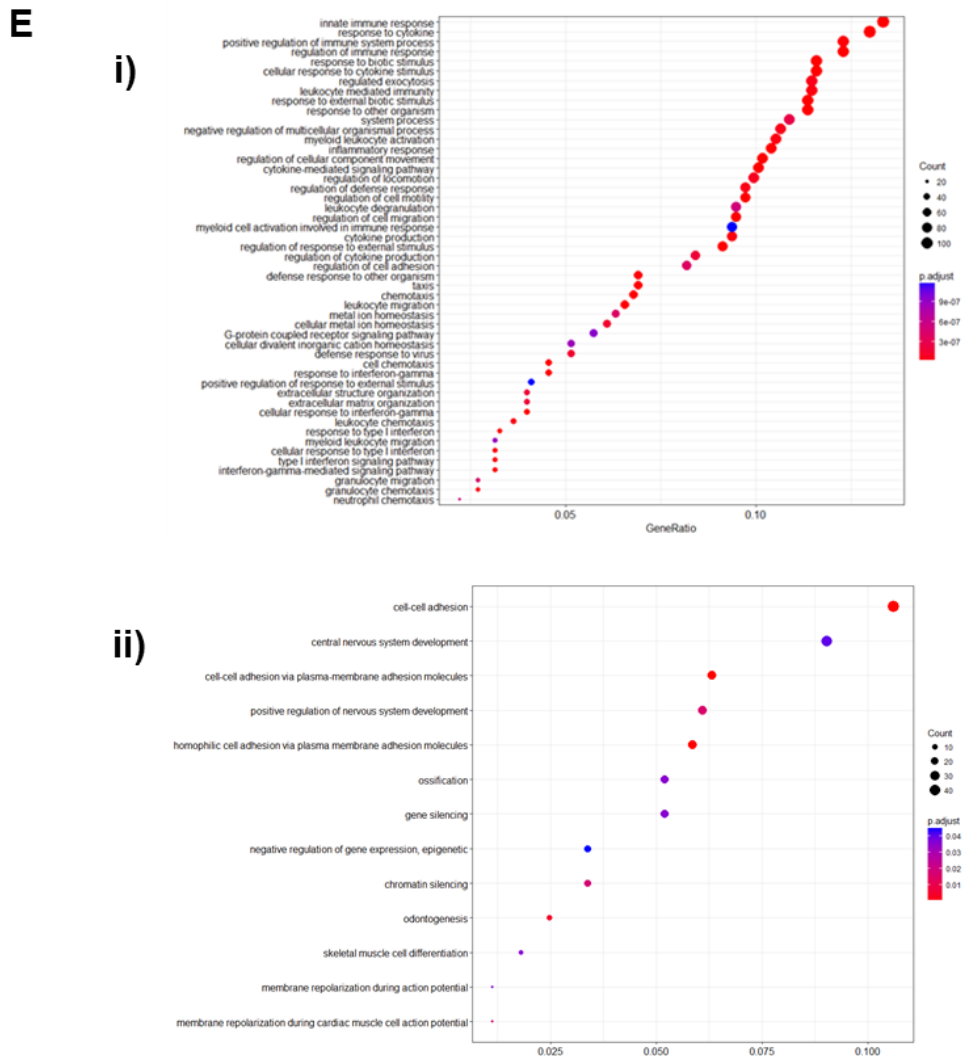 E
i)
innate immune response
response to cytokine
positive regulation of immune system process
regulation of immune response
response to biotic stimulus
cellular response to cytokine stimulus
regulated exocytosis
leukocyte mediated immunity
response to external biotic stimulus
response to other organism
system process
negative regulation of multicellular organismal process
myeloid leukocyte activation
inflammatory response
regulation of cellular component movement
cytokine-mediated signaling pathway
regulation of locomotion
regulation of defense response
regulation of cell motility
leukocyte degranulation
regulation of cell migration
myeloid cell activation involved in immune response
cytokine production
regulation of response to external stimulus
regulation of cytokine production
regulation of cell adhesion
defense response to other organism
taxis
chemotaxis
leukocyte migration
metal ion homeostasis
cellular metal ion homeostasis
G-protein coupled receptor signaling pathway
cellular divalent inorganic cation homeostasis
defense response to virus
cell chemotaxis
response to interferon-gamma
positive regulation of response to external stimulus
extracellular structure organization
extracellular matrix organization
cellular response to interferon-gamma
leukocyte chemotaxis
response to type I interferon
myeloid leukocyte migration
cellular response to type I interferon
type I interferon signaling pathway
interferon-gamma-mediated signaling pathway
granulocyte migration
granulocyte chemotaxis
neutrophil chemotaxis
0.05 0.10
GeneRatio
Count
20
40
60
80
100
p.adjust
9e-07
6e-07
3e-07
ii)
cell-cell adhesion
central nervous system development
cell-cell adhesion via plasma-membrane adhesion molecules
positive regulation of nervous system development
homophilic cell adhesion via plasma membrane adhesion molecules
ossification
gene silencing
negative regulation of gene expression, epigenetic
chromatin silencing
odontogenesis
skeletal muscle cell differentiation
membrane repolarization during action potential
membrane repolarization during cardiac muscle cell action potential
0.025 0.050 0.075 0.100
Count
10
20
30
40
p.adjust
0.04
0.03
0.02
0.01